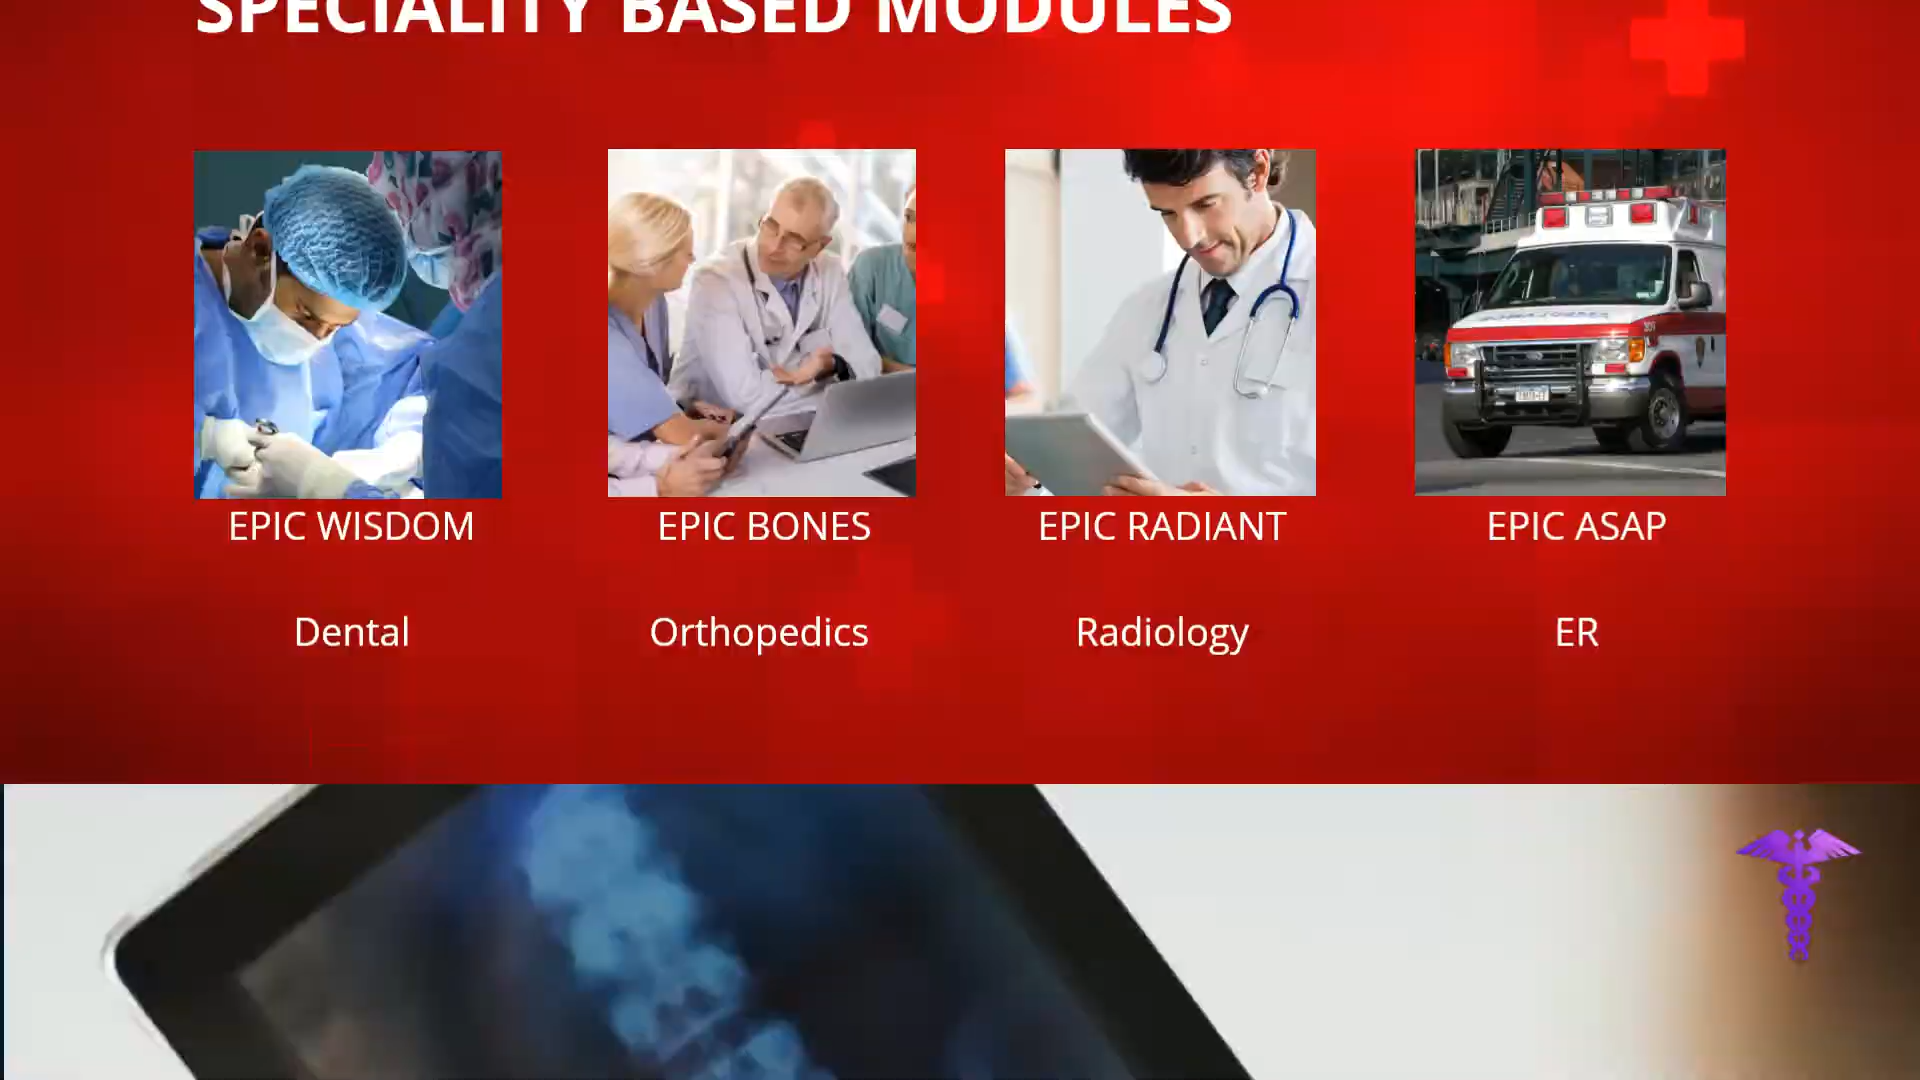 SPECIALITY BASED MODULES
EPIC WISDOM
EPIC BONES
EPIC RADIANT
EPIC ASAP
Dental
Orthopedics
Radiology
ER